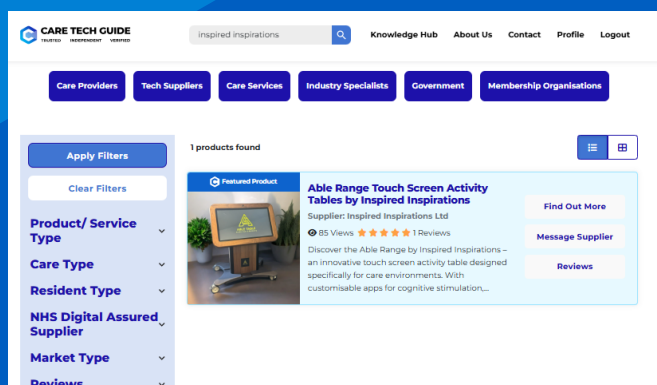 CARE TECH GUIDE
TRUSTED INDEPENDENT VERIFIED
inspired inspirations
Knowledge Hub
About Us
Contact
Profile
Logout
Care Providers
Tech Suppliers
Care Services
Industry Specialists
Government
Membership Organisations
Apply Filters
Clear Filters
Product/ Service
Type
Care Type
Resident Type
NHS Digital Assured
Supplier
Market Type
Reviews
1 products found
Featured Product
Able Range Touch Screen Activity
Tables by Inspired Inspirations
Supplier: Inspired Inspirations Ltd
85 Views 1 Reviews
Discover the Able Range by Inspired Inspirations –
an innovative touch screen activity table designed
specifically for care environments. With
customisable apps for cognitive stimulation,...
Find Out More
Message Supplier
Reviews